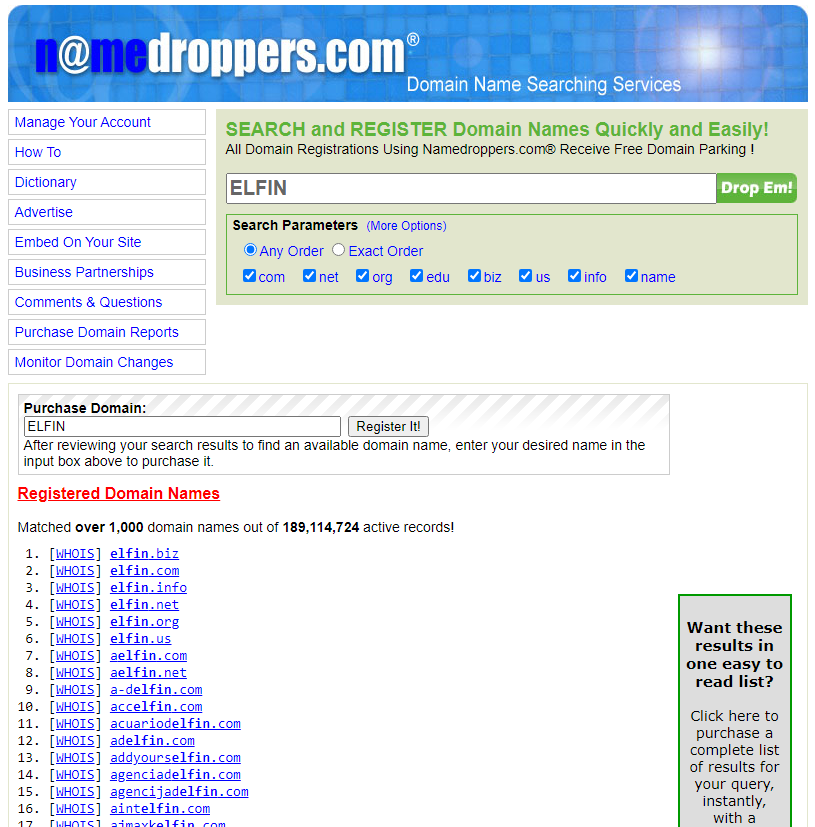 n@medroppers.com®
Domain Name Searching Services
Manage Your Account
How To
Dictionary
Advertise
Embed On Your Site
Business Partnerships
Comments & Questions
Purchase Domain Reports
Monitor Domain Changes
SEARCH and REGISTER Domain Names Quickly and Easily!
All Domain Registrations Using Namedroppers.com® Receive Free Domain Parking !
ELFIN Drop Em!
Search Parameters (More Options)
Any Order Exact Order
com net org edu biz us info name
Purchase Domain:
ELFIN Register It!
After reviewing your search results to find an available domain name, enter your desired name in the
input box above to purchase it.
Registered Domain Names
Matched over 1,000 domain names out of 189,114,724 active records!
1. [WHOIS] elfin.biz
2. [WHOIS] elfin.com
3. [WHOIS] elfin.info
4. [WHOIS] elfin.net
5. [WHOIS] elfin.org
6. [WHOIS] elfin.us
7. [WHOIS] aelfin.com
8. [WHOIS] aelfin.net
9. [WHOIS] a-delfin.com
10. [WHOIS] accelfin.com
11. [WHOIS] acuariodelfin.com
12. [WHOIS] adelfin.com
13. [WHOIS] addyourselfin.com
14. [WHOIS] agenciadelfin.com
15. [WHOIS] agencijadelfin.com
16. [WHOIS] aintelfin.com
17. [WHOIS] ajmaxkelfin.com
Want these
results in
one easy to
read list?
Click here to
purchase a
complete list
of results for
your query,
instantly,
with a